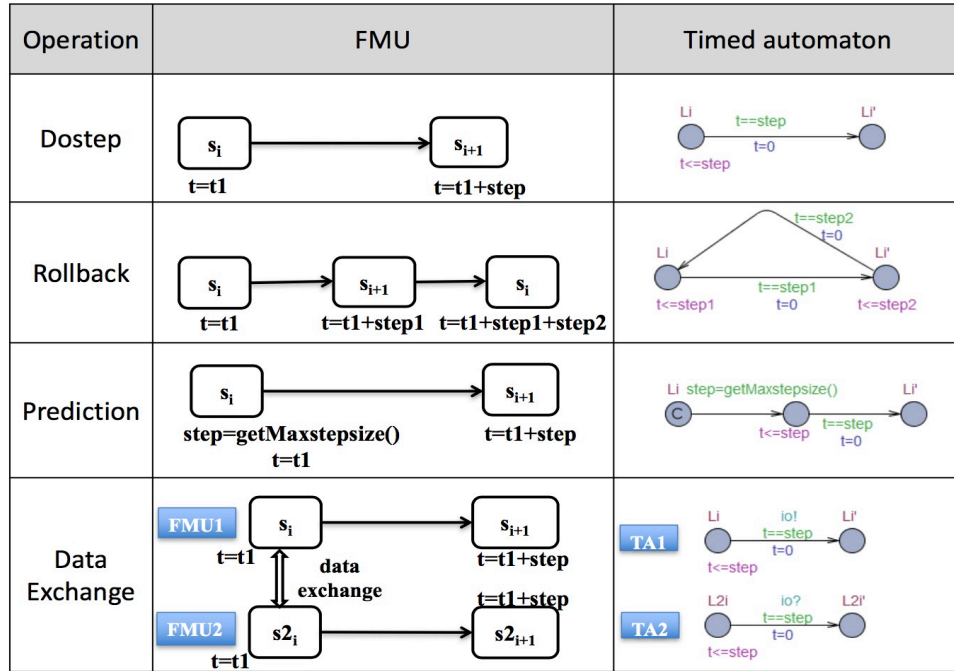 Operation FMU Timed automaton
Dostep
si
si+1
t=t1
t=t1+step
Li
t==step
Li'
t=0
t<=step
Rollback
si
si+1
si
t=t1
t=t1+step1
t=t1+step1+step2
t==step2
t=0
Li
Li'
t==step1
t<=step1
t=0
t<=step2
Prediction
si
si+1
step=getMaxstepsize()
t=t1+step
t=t1
Li step=getMaxstepsize()
Li'
C
t<=step
t==step
t=0
Data
Exchange
FMU1
si
si+1
t=t1
t=t1+step
data
exchange
t=t1+step
FMU2
s2i
s2i+1
t=t1
TA1
Li
io!
Li'
t==step
t=0
t<=step
TA2
L2i
io?
L2i'
t==step
t=0
t<=step